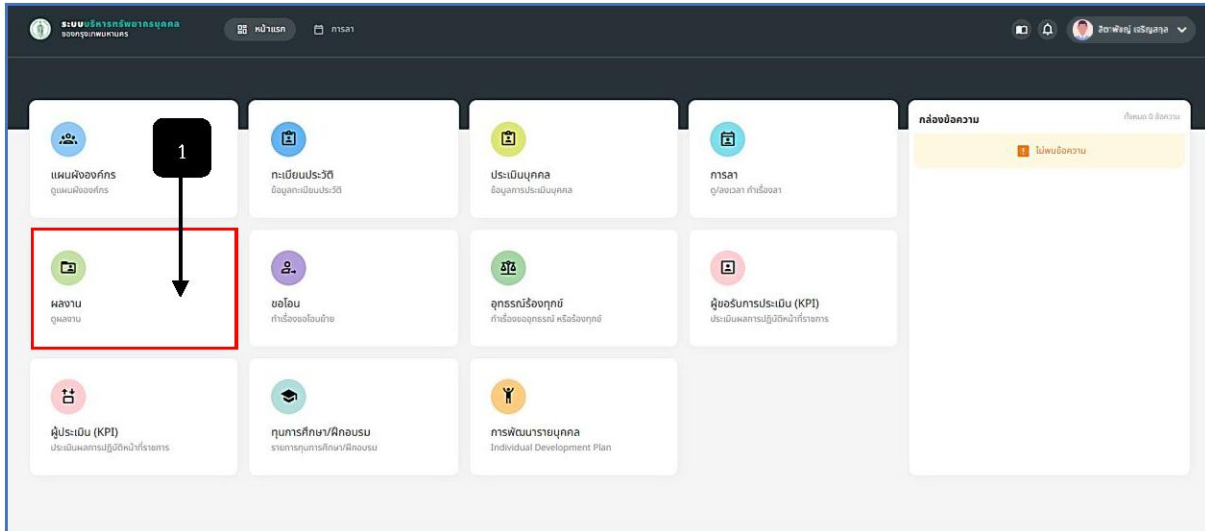 ระบบบริหารทรัพยากรบุคคล
ของกรุงเทพมหานคร
หน้าแรก
การลา
สิตาพัชญ์ เจริญสกุล
1
แผนผังองค์กร
ดูแผนผังองค์กร
ทะเบียนประวัติ
ข้อมูลทะเบียนประวัติ
ประเมินบุคคล
ข้อมูลการประเมินบุคคล
การลา
ดู/ลงเวลา ทำเรื่องลา
กล่องข้อความ
ทั้งหมด 0 ข้อความ
ไม่พบข้อความ
ผลงาน
ดูผลงาน
ขอโอน
ทำเรื่องขอโอนย้าย
อุทธรณ์ร้องทุกข์
ทำเรื่องขออุทธรณ์ หรือร้องทุกข์
ผู้ขอรับการประเมิน (KPI)
ประเมินผลการปฏิบัติหน้าที่ราชการ
ผู้ประเมิน (KPI)
ประเมินผลการปฏิบัติหน้าที่ราชการ
ทุนการศึกษา/ฝึกอบรม
รายการทุนการศึกษา/ฝึกอบรม
การพัฒนารายบุคคล
Individual Development Plan